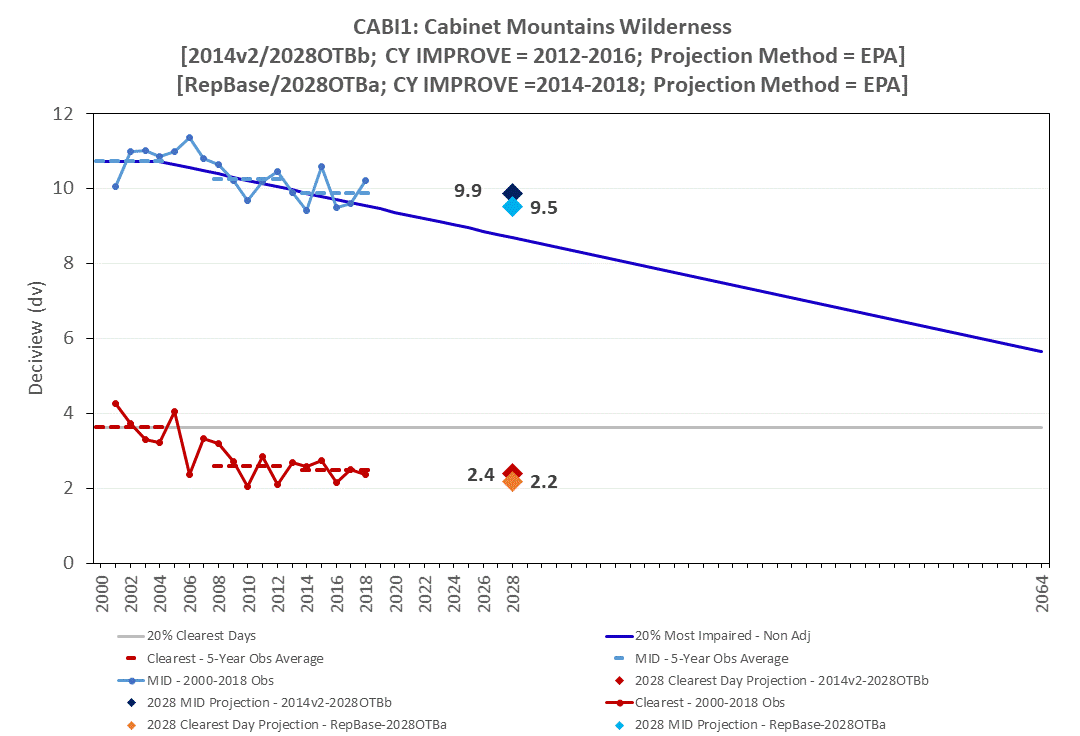 CABI1: Cabinet Mountains Wilderness
[2014v2/2028OTBb; CY IMPROVE = 2012-2016; Projection Method = EPA]
[RepBase/2028OTBa; CY IMPROVE =2014-2018; Projection Method = EPA]
Deciview (dv)
12
10
8
6
4
2
0
9.9
9.5
2.4
2.2
2000
2002
2004
2006
2008
2010
2012
2014
2016
2018
2020
2022
2024
2026
2028
2064
20% Clearest Days
20% Most Impaired - Non Adj
Clearest - 5-Year Obs Average
MID - 5-Year Obs Average
MID - 2000-2018 Obs
2028 Clearest Day Projection - 2014v2-2028OTBb
2028 MID Projection - 2014v2-2028OTBb
Clearest - 2000-2018 Obs
2028 Clearest Day Projection - RepBase-2028OTBa
2028 MID Projection - RepBase-2028OTBa